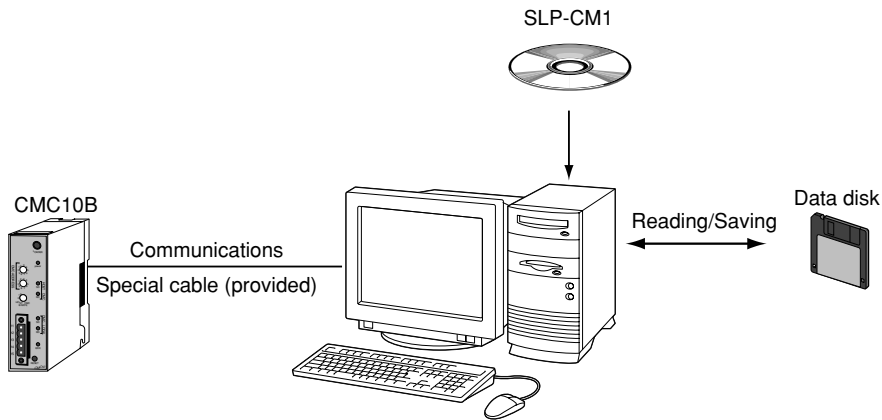 SLP-CM1
CMC10B
Communications
Special cable (provided)
Reading/Saving
Data disk